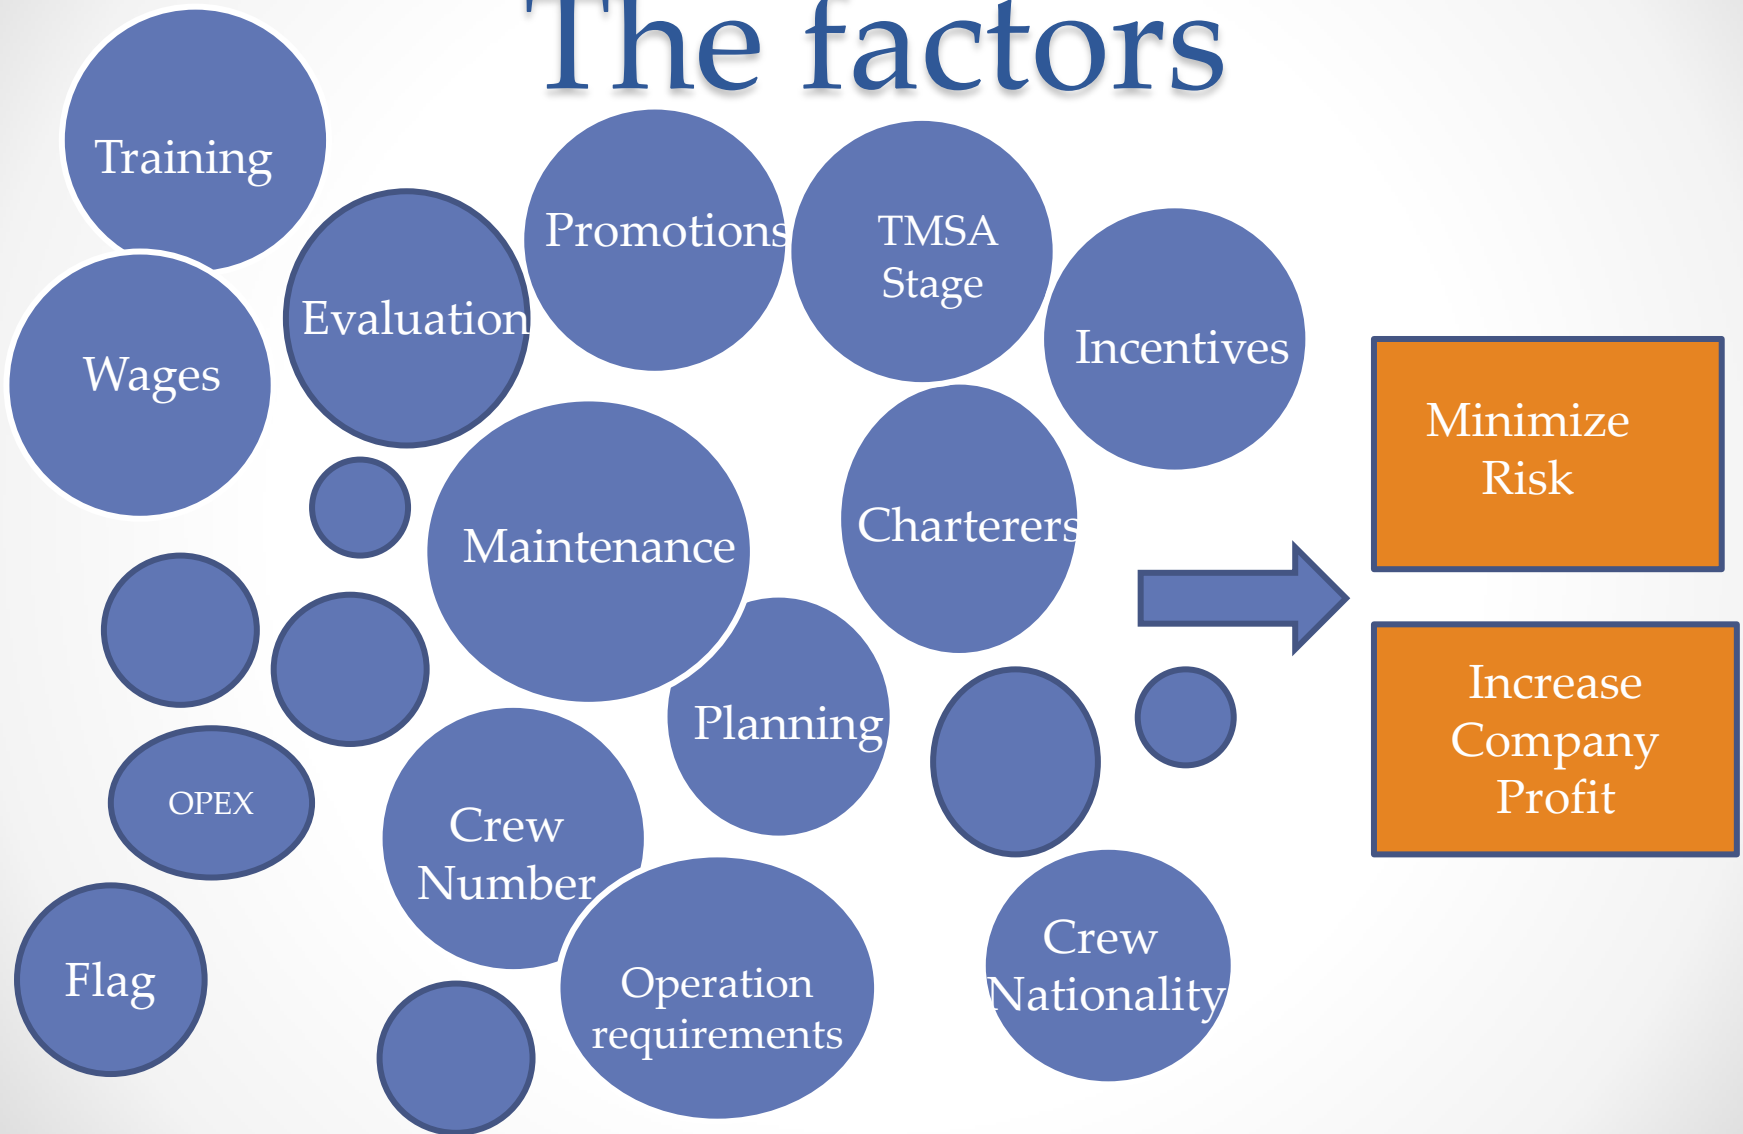 The factors
Training
Promotions
TMSA
Stage
Evaluation
Incentives
Wages
Maintenance
Charterers
Minimize
Risk
Planning
Increase
Company
Profit
OPEX
Crew
Number
Flag
Operation
requirements
Crew
Nationality